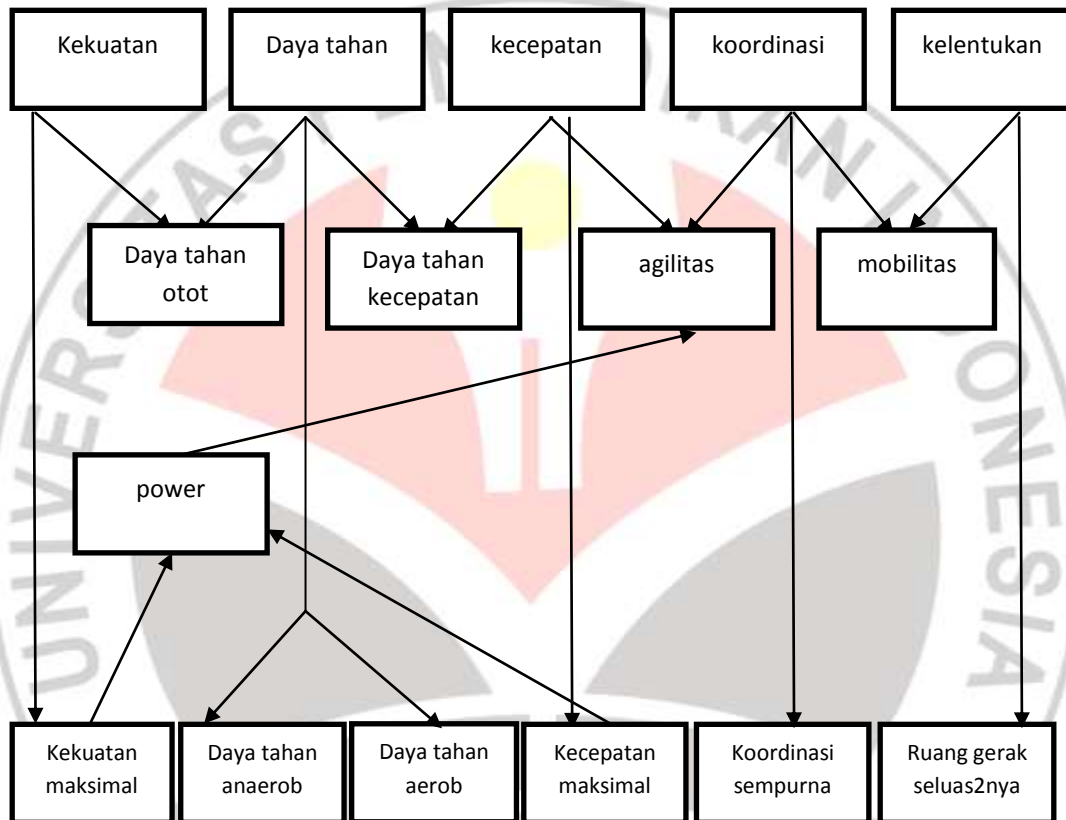 Kekuatan
Daya tahan
kecepatan
koordinasi
kelentukan
Daya tahan
otot
Daya tahan
kecepatan
agilitas
mobilitas
power
Kekuatan
maksimal
Daya tahan
anaerob
Daya tahan
aerob
Kecepatan
maksimal
Koordinasi
sempurna
Ruang gerak
seluas2nya